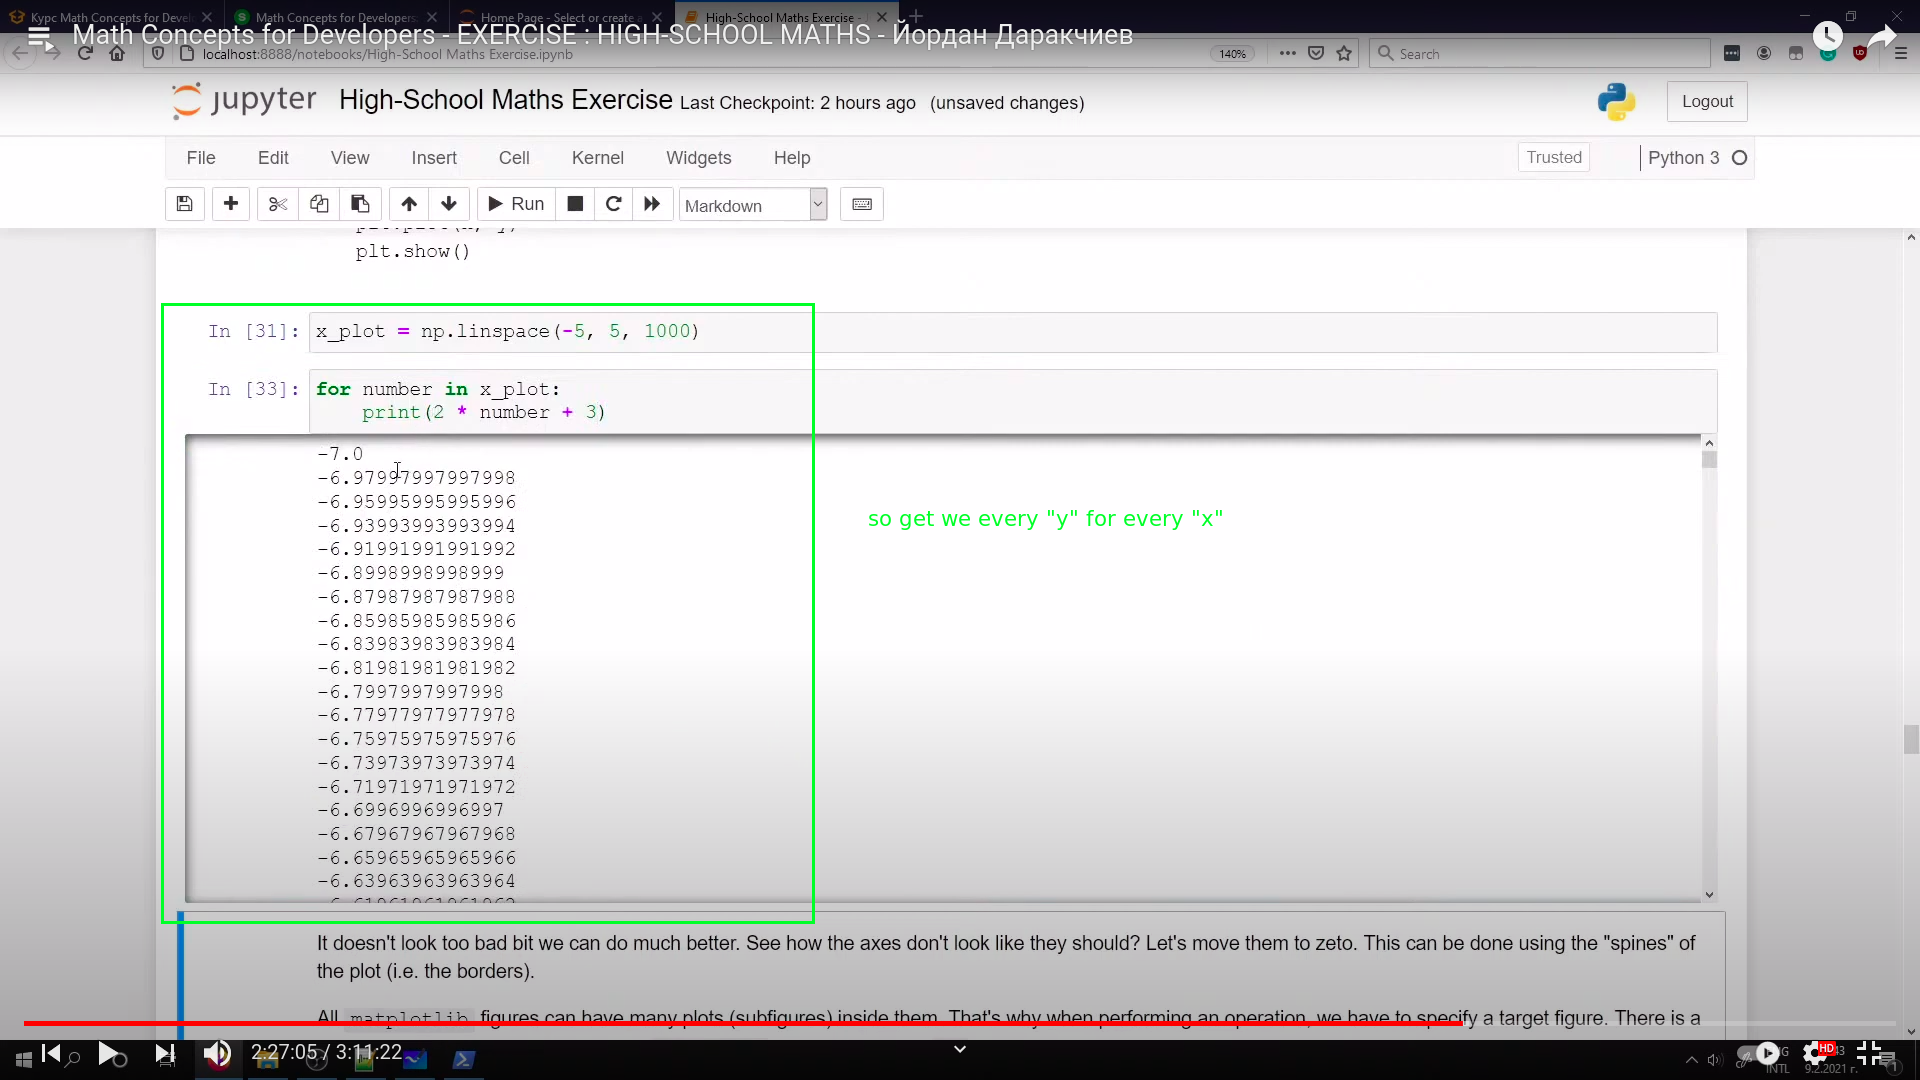 Курс Math Concepts for Devel
Math Concepts for Developers
Home Page - Select or create a
High-School Maths Exercise -
Math Concepts for Developers - EXERCISE : HIGH-SCHOOL MATHS - Йордан Даракчиев
localhost:8888/notebooks/High-School Maths Exercise.ipynb
140%
Search
jupyter
High-School Maths Exercise Last Checkpoint: 2 hours ago (unsaved changes)
Logout
File Edit View Insert Cell Kernel Widgets Help
Trusted
Python 3
Run
Markdown
plt.show()
In [31]: x_plot = np.linspace(-5, 5, 1000)
In [33]: for number in x_plot:
print(2 * number + 3)
-7.0
-6.97997997997998
-6.95995995995996
-6.93993993993994
-6.91991991991992
-6.8998998998999
-6.87987987987988
-6.85985985985986
-6.83983983983984
-6.81981981981982
-6.7997997997998
-6.77977977977978
-6.75975975975976
-6.73973973973974
-6.71971971971972
-6.6996996996997
-6.67967967967968
-6.65965965965966
-6.63963963963964
so get we every "y" for every "x"
It doesn't look too bad bit we can do much better. See how the axes don't look like they should? Let's move them to zeto. This can be done using the "spines" of
the plot (i.e. the borders).
All matplotlib figures can have many plots (subfigures) inside them. That's why when performing an operation, we have to specify a target figure. There is a
2:27:05 / 3:11:22
HD
INTL
9.2.2021 г.